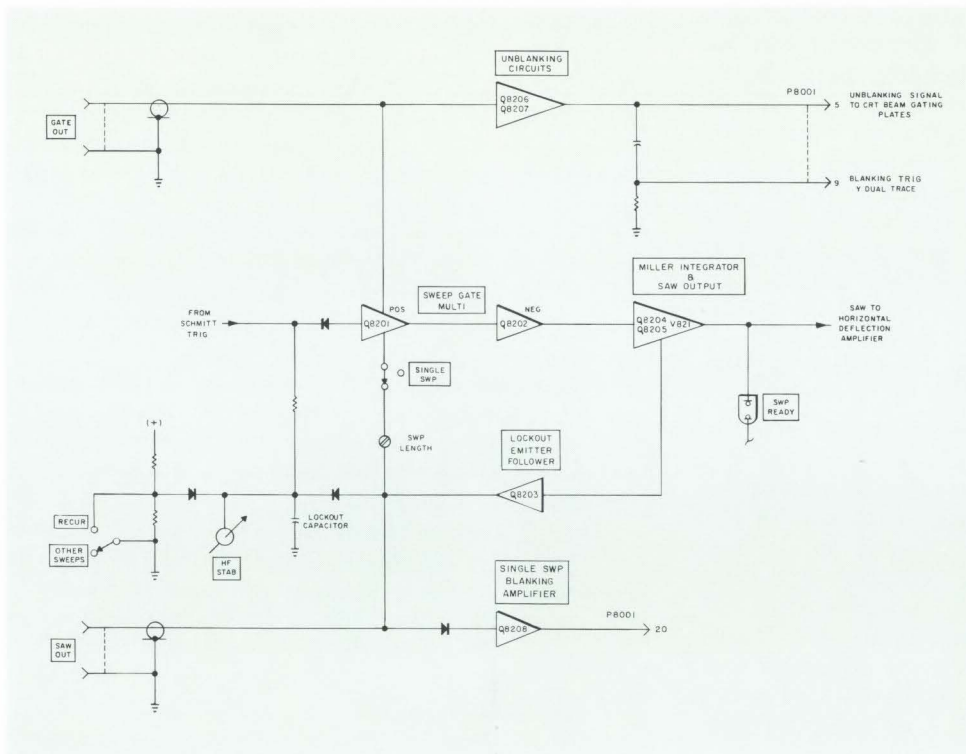 UNBLANKING
CIRCUITS
Q8206
Q8207
P8001
5 UNBLANKING SIGNAL
TO CRT BEAM GATING
PLATES
GATE
OUT
9 BLANKING TRIG
Y DUAL TRACE
MILLER INTEGRATOR
&
SAW OUTPUT
SWEEP GATE
MULTI
FROM
SCHMITT
TRIG
POS
Q8201
NEG
Q8202
Q8204
Q8205
V821
SAW TO
HORIZONTAL
DEFLECTION
AMPLIFIER
SINGLE
SWP
SWP
READY
(+)
SWP
LENGTH
LOCKOUT
EMITTER
FOLLOWER
Q8203
RECUR
OTHER
SWEEPS
HF
STAB
LOCKOUT
CAPACITOR
SINGLE SWP
BLANKING
AMPLIFIER
Q8208
P8001
20
SAW
OUT